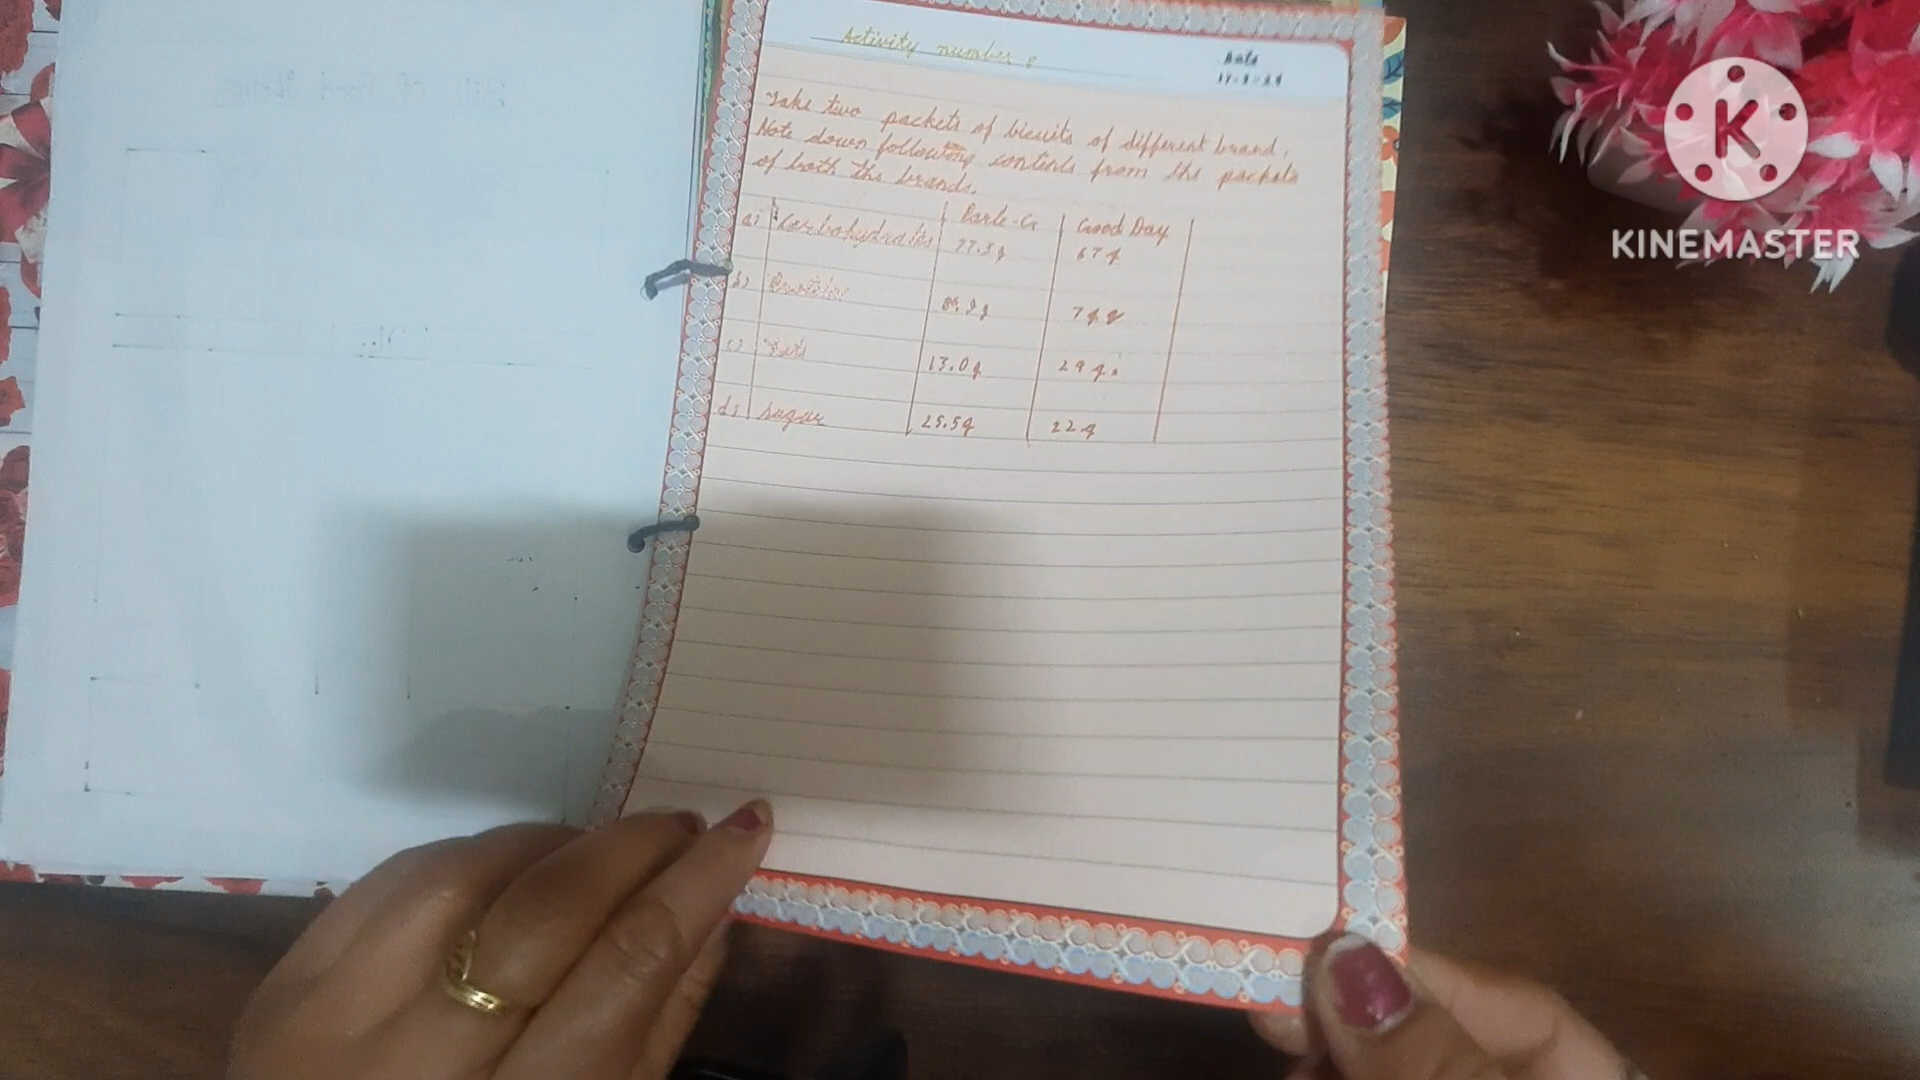 Activity number 8
Date
Take two packets of bicuits of different brand.
Note down following contents from the packets
of both the brands.
Parle-G Good Day
a) Carbohydrates 77.3g 67g
b) Proteins 7g
c) Fats 13.0g 29g
d) Sugar 25.5g 22g
KINEMASTER